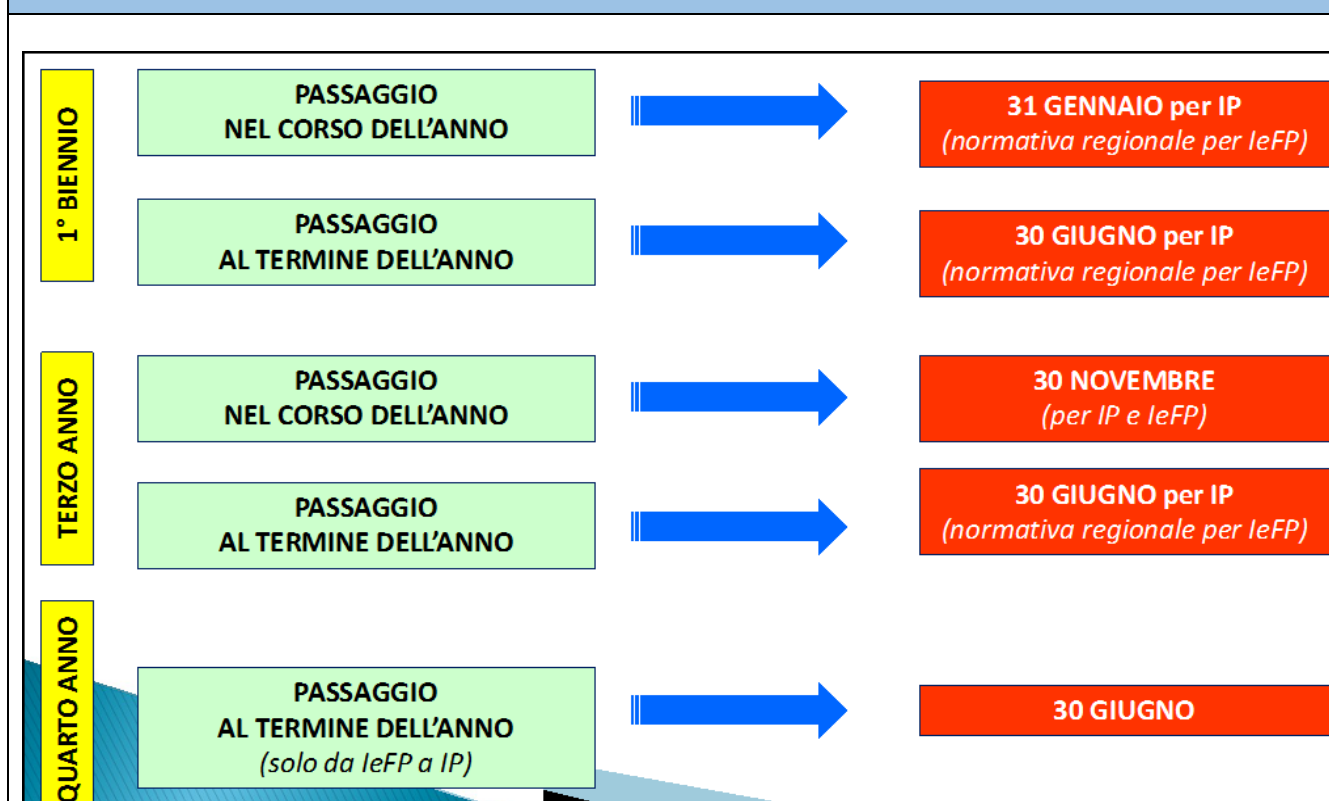 1° BIENNIO
PASSAGGIO
NEL CORSO DELL'ANNO
31 GENNAIO per IP
(normativa regionale per IeFP)
PASSAGGIO
AL TERMINE DELL'ANNO
30 GIUGNO per IP
(normativa regionale per IeFP)
TERZO ANNO
PASSAGGIO
NEL CORSO DELL'ANNO
30 NOVEMBRE
(per IP e IeFP)
PASSAGGIO
AL TERMINE DELL'ANNO
30 GIUGNO per IP
(normativa regionale per IeFP)
QUARTO ANNO
PASSAGGIO
AL TERMINE DELL'ANNO
(solo da IeFP a IP)
30 GIUGNO